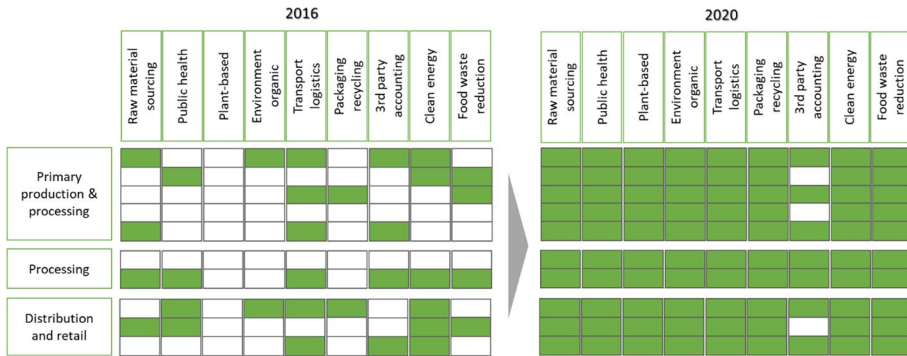 2016
2020
Raw material
sourcing
Public health
Plant-based
Environment
organic
Transport
logistics
Packaging
recycling
3rd party
accounting
Clean energy
Food waste
reduction
Raw material
sourcing
Public health
Plant-based
Environment
organic
Transport
logistics
Packaging
recycling
3rd party
accounting
Clean energy
Food waste
reduction
Primary
production &
processing
Processing
Distribution
and retail